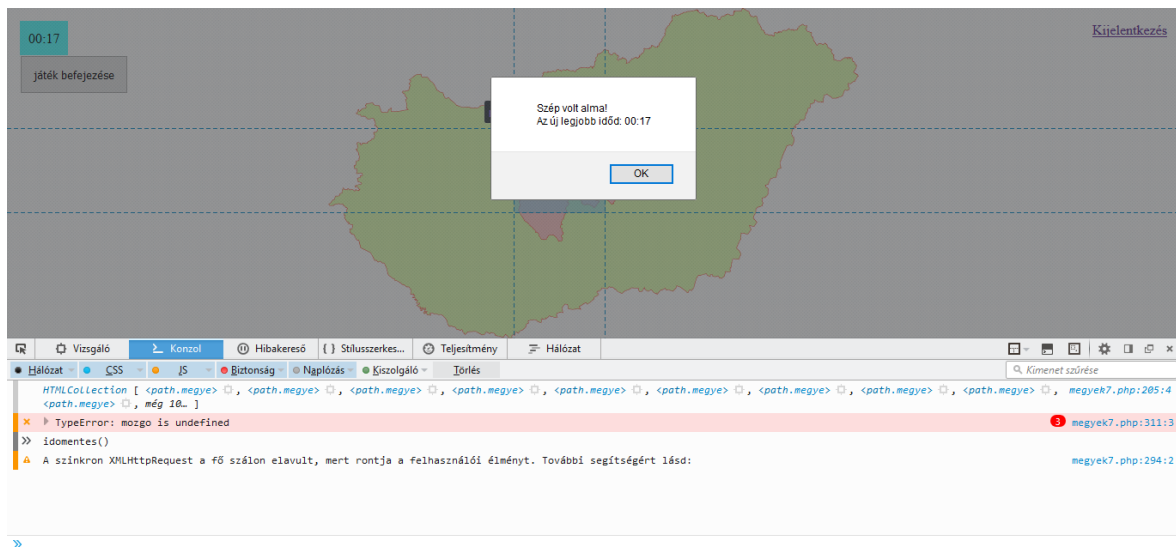 00:17
Kijelentkezés
játék befejezése
Szép volt alma!
Az új legjobb időd: 00:17
OK
Vizsgáló Konzol Hibakereső { } Stílusszerkes... Teljesítmény Hálózat
Hálózat CSS JS Biztonság Naplózás Kiszolgáló Törlés Kimenet szűrése
HTMLCollection [ <path.megye> , <path.megye> , <path.megye> , <path.megye> , <path.megye> , <path.megye> , <path.megye> , <path.megye> , <path.megye> , <path.megye> , megyek7.php:205:4
<path.megye> , még 10… ]
TypeError: mozgo is undefined 3 megyek7.php:311:3
» idomentes()
A szinkron XMLHttpRequest a fő szálon elavult, mert rontja a felhasználói élményt. További segítségért lásd: megyek7.php:294:2
»